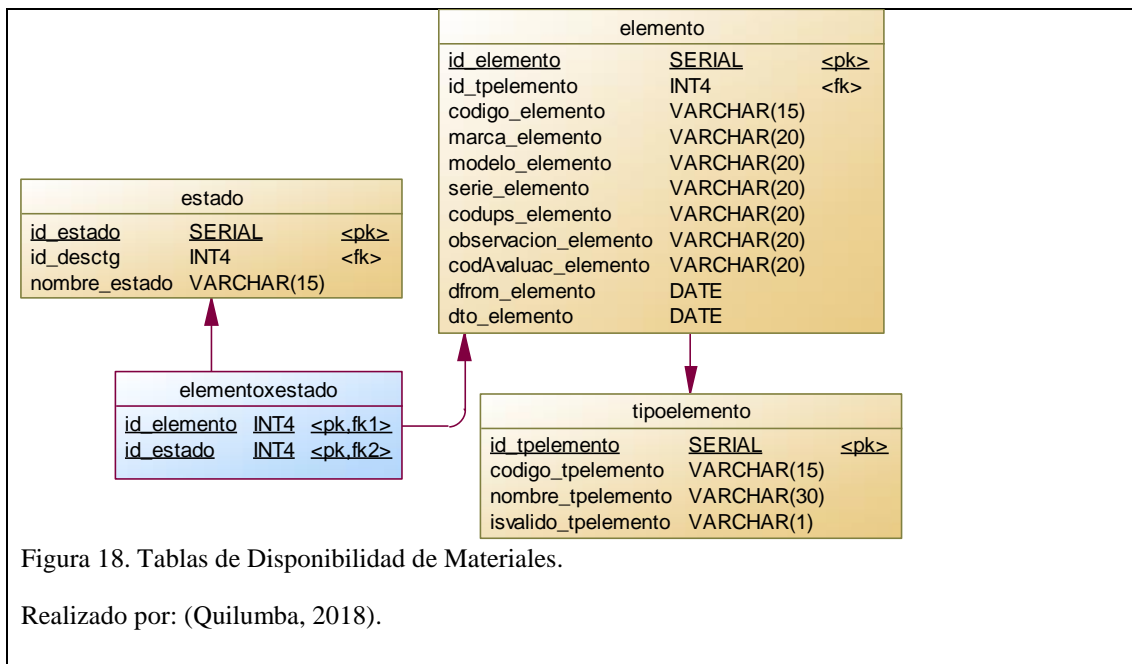 elemento
id_elemento SERIAL <pk>
id_tpelemento INT4 <fk>
codigo_elemento VARCHAR(15)
marca_elemento VARCHAR(20)
modelo_elemento VARCHAR(20)
serie_elemento VARCHAR(20)
codups_elemento VARCHAR(20)
observacion_elemento VARCHAR(20)
codAvaluac_elemento VARCHAR(20)
dfrom_elemento DATE
dto_elemento DATE
estado
id_estado SERIAL <pk>
id_desctg INT4 <fk>
nombre_estado VARCHAR(15)
elementoxestado
id_elemento INT4 <pk,fk1>
id_estado INT4 <pk,fk2>
tipoelemento
id_tpelemento SERIAL <pk>
codigo_tpelemento VARCHAR(15)
nombre_tpelemento VARCHAR(30)
isvalido_tpelemento VARCHAR(1)
Figura 18. Tablas de Disponibilidad de Materiales.
Realizado por: (Quilumba, 2018).